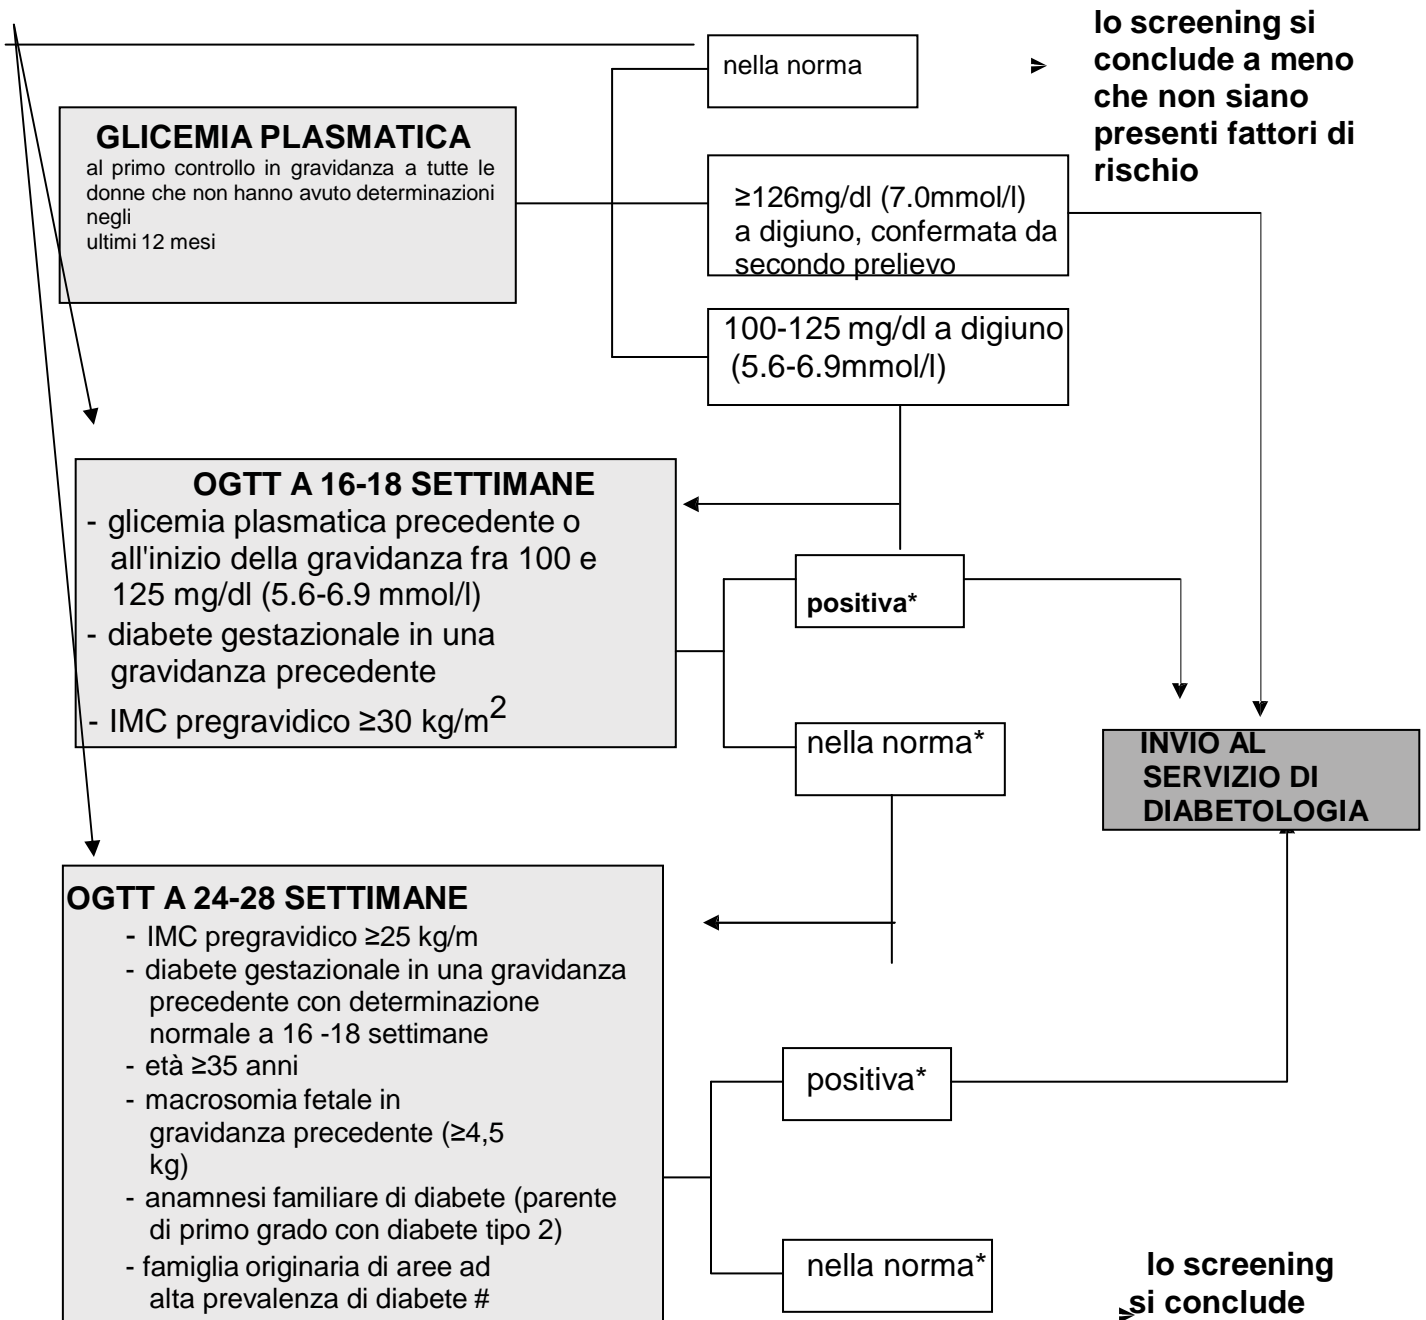 lo screening si
conclude a meno
che non siano
presenti fattori di
rischio
nella norma
GLICEMIA PLASMATICA
al primo controllo in gravidanza a tutte le
donne che non hanno avuto determinazioni
negli
ultimi 12 mesi
≥126mg/dl (7.0mmol/l)
a digiuno, confermata da
secondo prelievo
100-125 mg/dl a digiuno
(5.6-6.9mmol/l)
OGTT A 16-18 SETTIMANE
- glicemia plasmatica precedente o
all'inizio della gravidanza fra 100 e
125 mg/dl (5.6-6.9 mmol/l)
- diabete gestazionale in una
gravidanza precedente
- IMC pregravidico ≥30 kg/m²
positiva*
nella norma*
INVIO AL
SERVIZIO DI
DIABETOLOGIA
OGTT A 24-28 SETTIMANE
- IMC pregravidico ≥25 kg/m
- diabete gestazionale in una gravidanza
precedente con determinazione
normale a 16 -18 settimane
- età ≥35 anni
- macrosomia fetale in
gravidanza precedente (≥4,5
kg)
- anamnesi familiare di diabete (parente
di primo grado con diabete tipo 2)
- famiglia originaria di aree ad
alta prevalenza di diabete #
positiva*
nella norma*
lo screening
si conclude